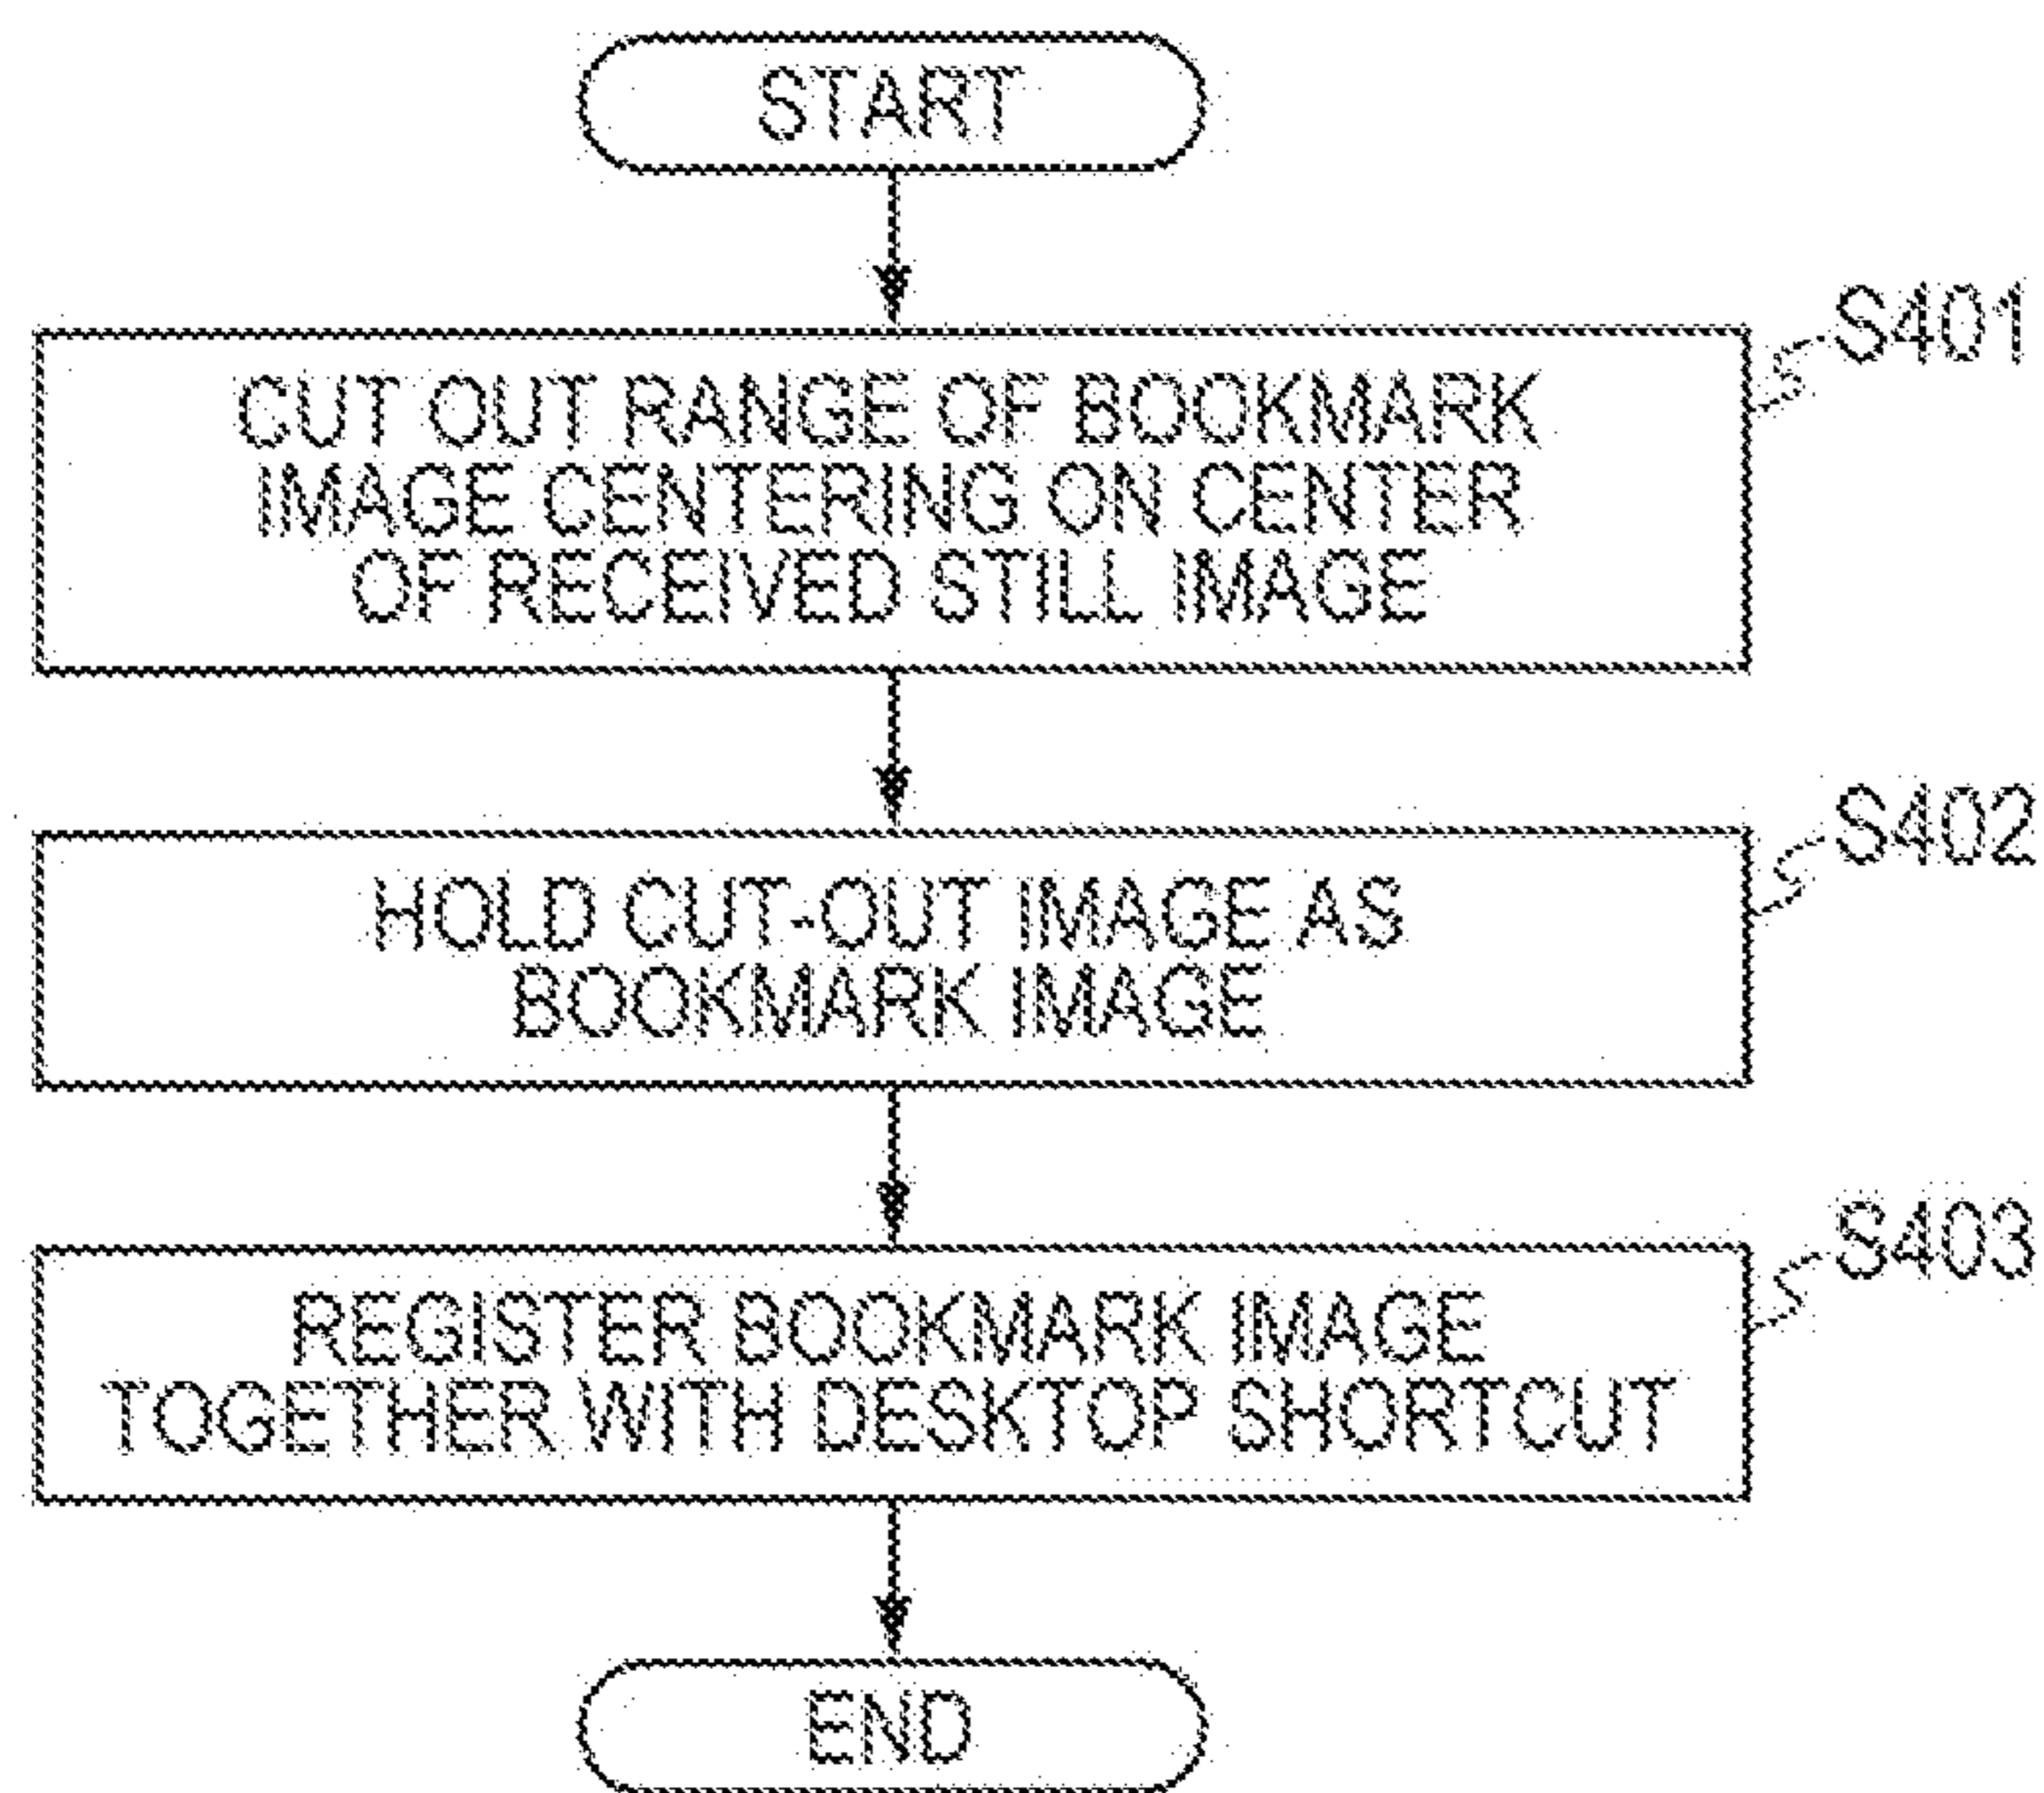 START
S401
CUT OUT RANGE OF BOOKMARK
IMAGE CENTERING ON CENTER
OF RECEIVED STILL IMAGE
S402
HOLD CUT-OUT IMAGE AS
BOOKMARK IMAGE
S403
REGISTER BOOKMARK IMAGE
TOGETHER WITH DESKTOP SHORTCUT
END